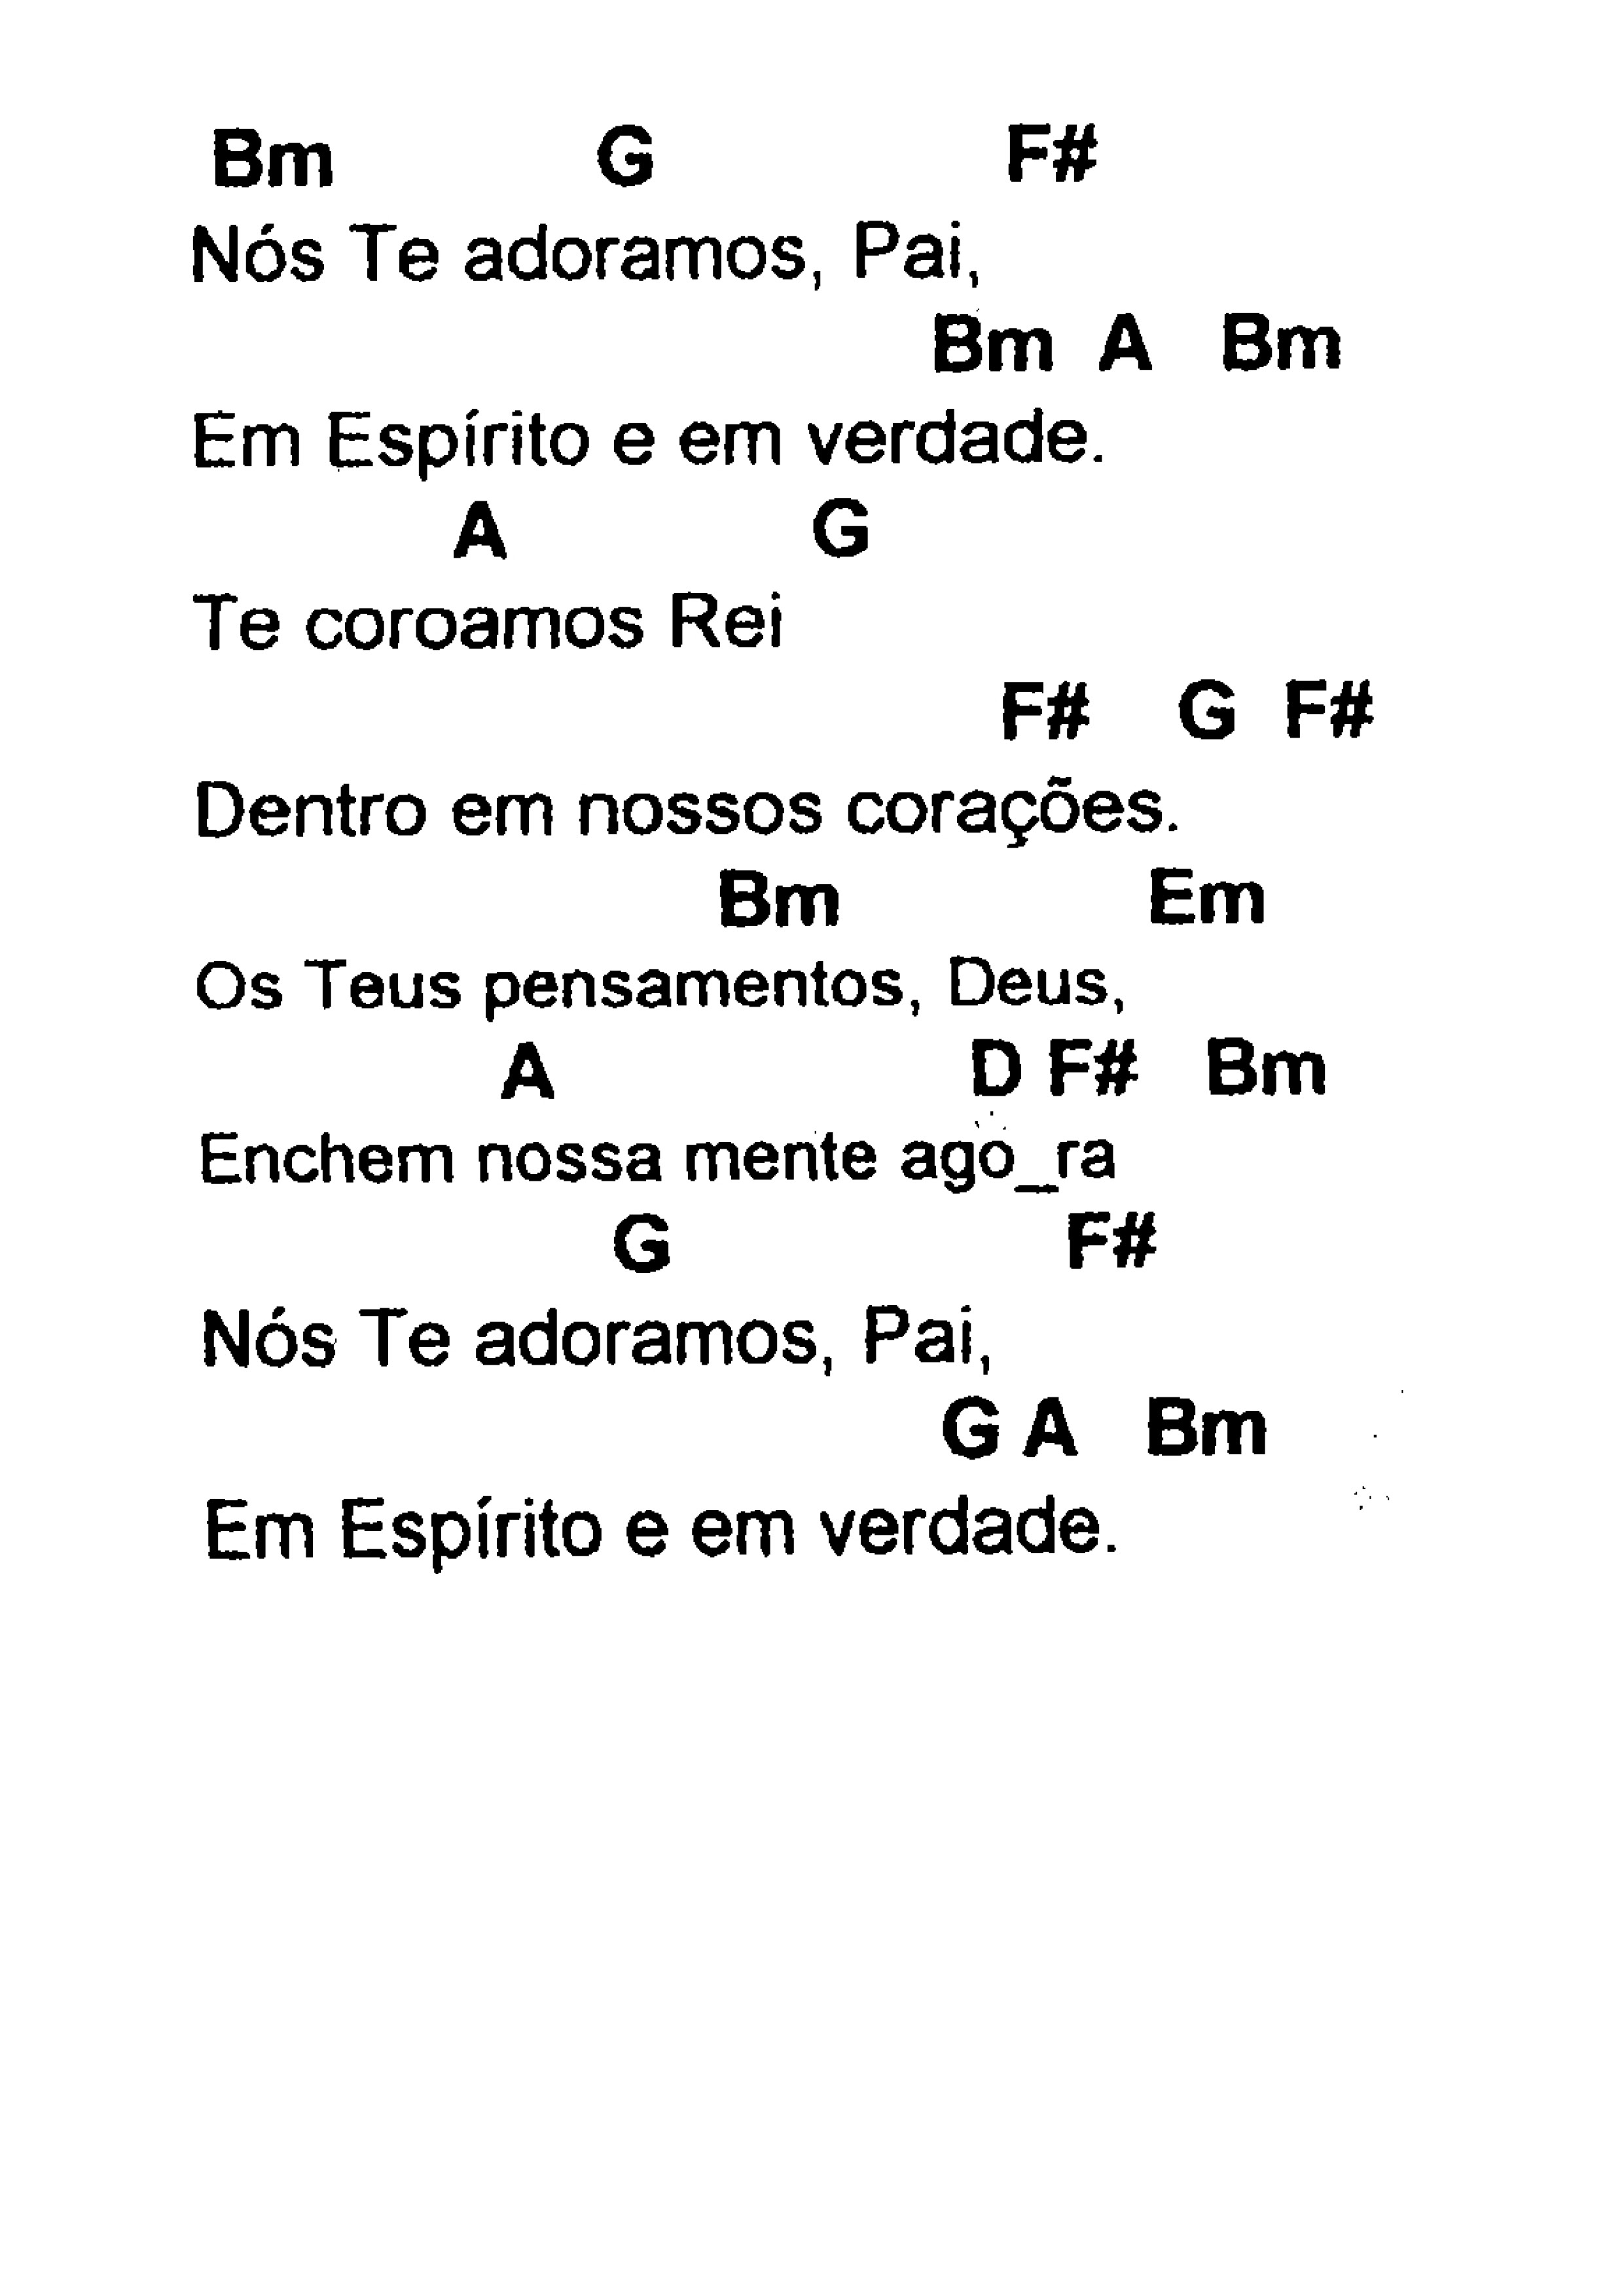 Bm G F#
Nós Te adoramos, Pai,
Bm A Bm
Em Espírito e em verdade.
A G
Te coroamos Rei
F# G F#
Dentro em nossos corações.
Bm Em
Os Teus pensamentos, Deus,
A D F# Bm
Enchem nossa mente ago_ra
G F#
Nós Te adoramos, Pai,
G A Bm
Em Espírito e em verdade.